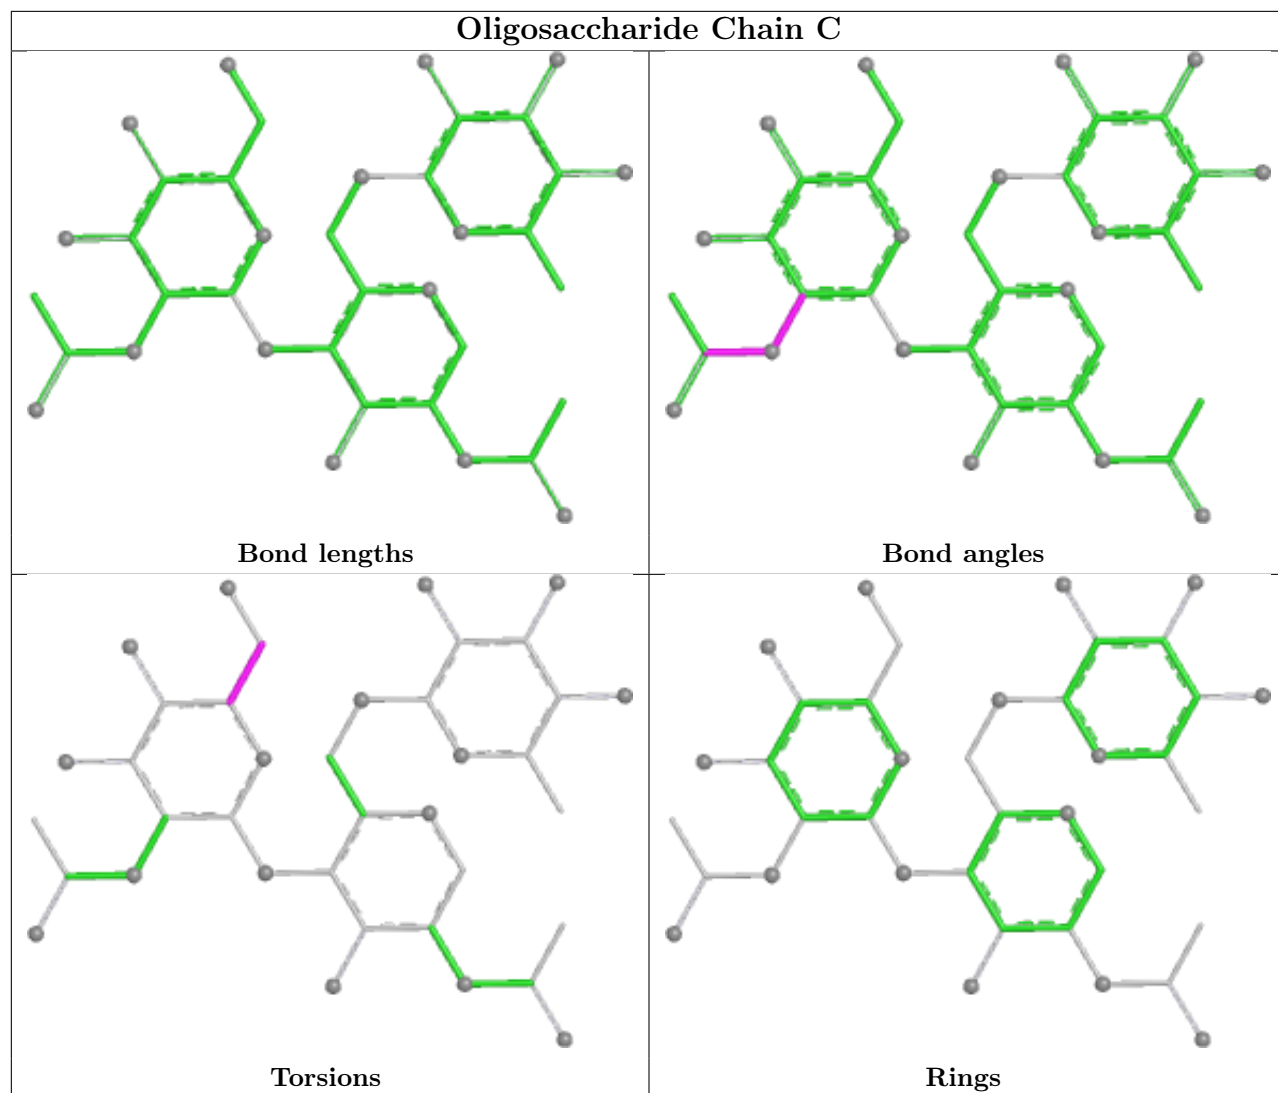 Oligosaccharide Chain C
Bond lengths
Bond angles
Torsions
Rings